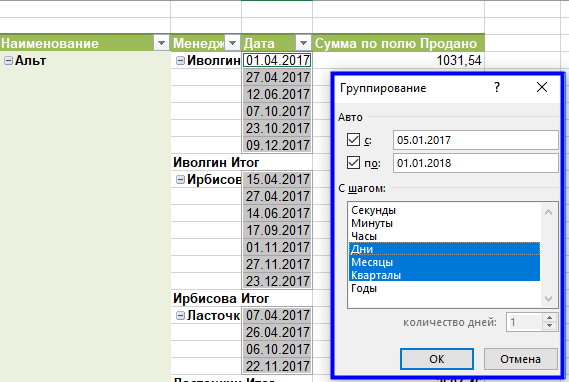 Наименование Менедж Дата Сумма по полю Продано
Альт Иволгин 01.04.2017 1031,54
27.04.2017
12.06.2017
07.10.2017
23.10.2017
09.12.2017
Иволгин Итог
Ирбисов 15.04.2017
27.04.2017
14.06.2017
17.09.2017
01.11.2017
27.11.2017
23.12.2017
Ирбисова Итог
Ласточк 07.04.2017
26.04.2017
06.10.2017
22.11.2017
Группирование ? ×
Авто
с: 05.01.2017
по: 01.01.2018
С шагом:
Секунды
Минуты
Часы
Дни
Месяцы
Кварталы
Годы
количество дней: 1
ОК Отмена